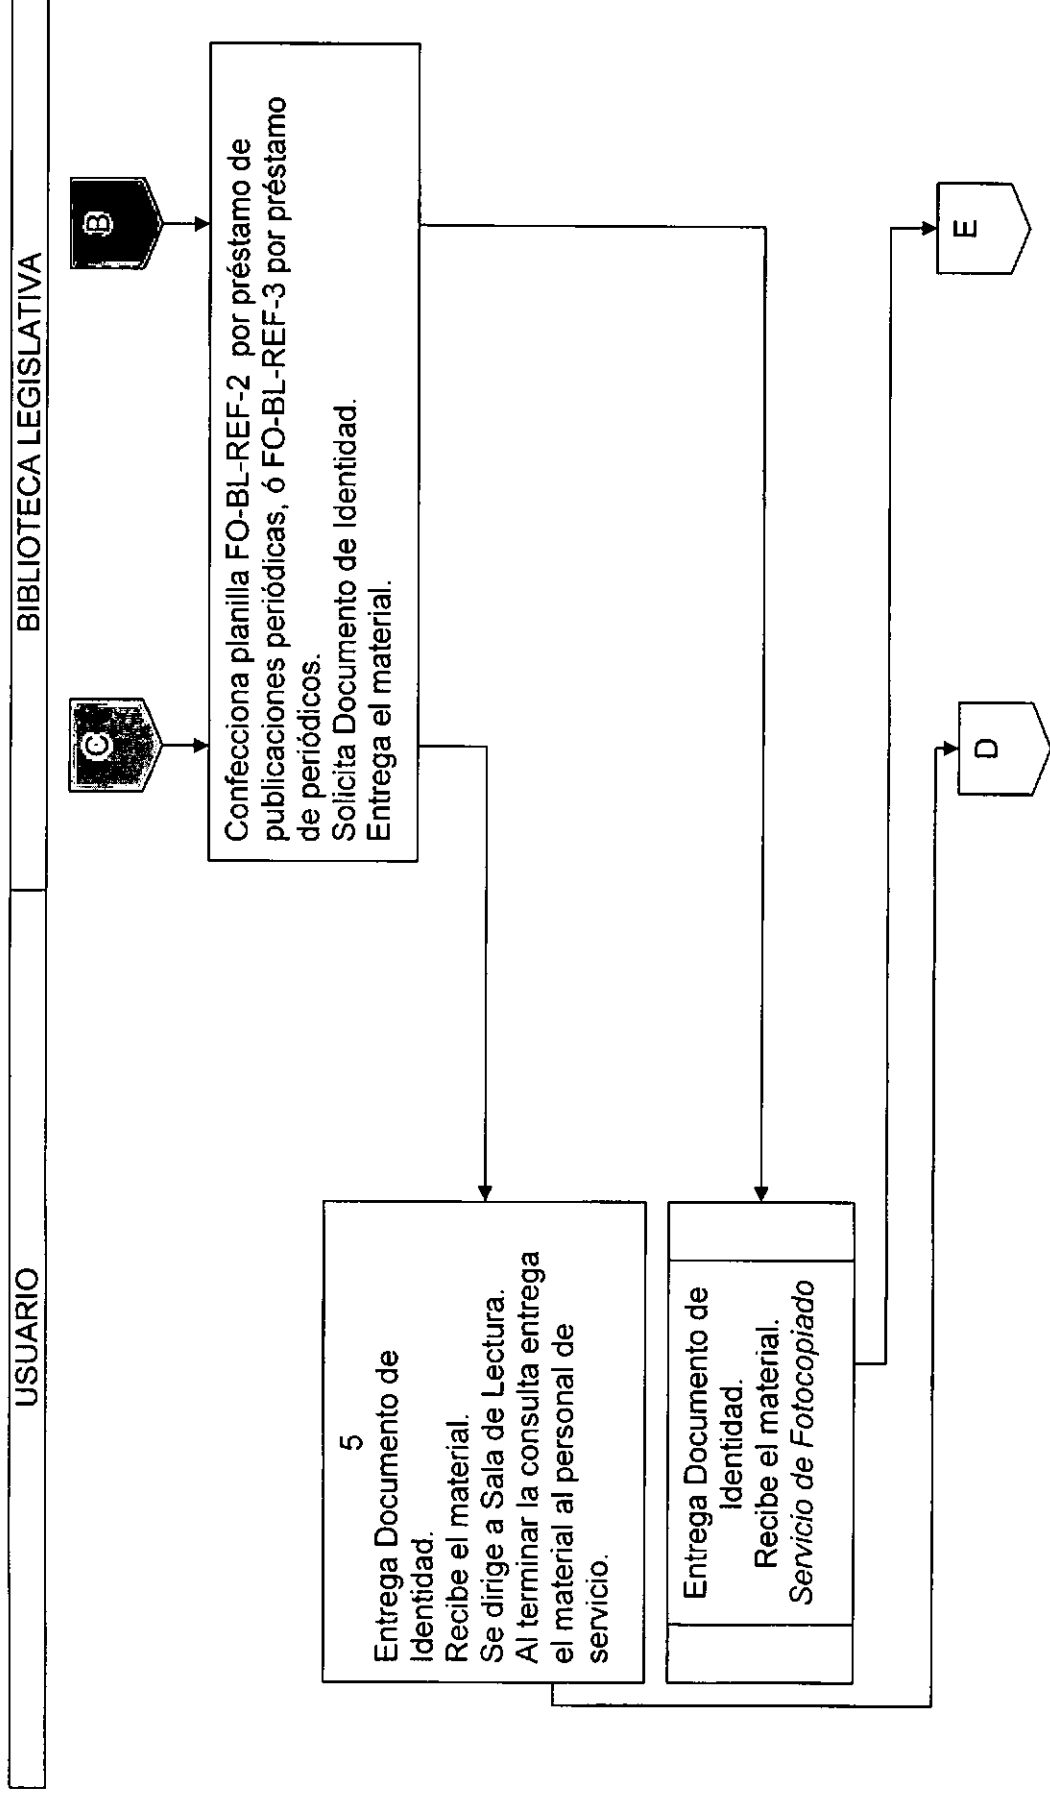 USUARIO
BIBLIOTECA LEGISLATIVA
C
B
Confecciona planilla FO-BL-REF-2 por préstamo de
publicaciones periódicas, ó FO-BL-REF-3 por préstamo
de periódicos.
Solicita Documento de Identidad.
Entrega el material.
5
Entrega Documento de
Identidad.
Recibe el material.
Se dirige a Sala de Lectura.
Al terminar la consulta entrega
el material al personal de
servicio.
Entrega Documento de
Identidad.
Recibe el material.
Servicio de Fotocopiado
D
E